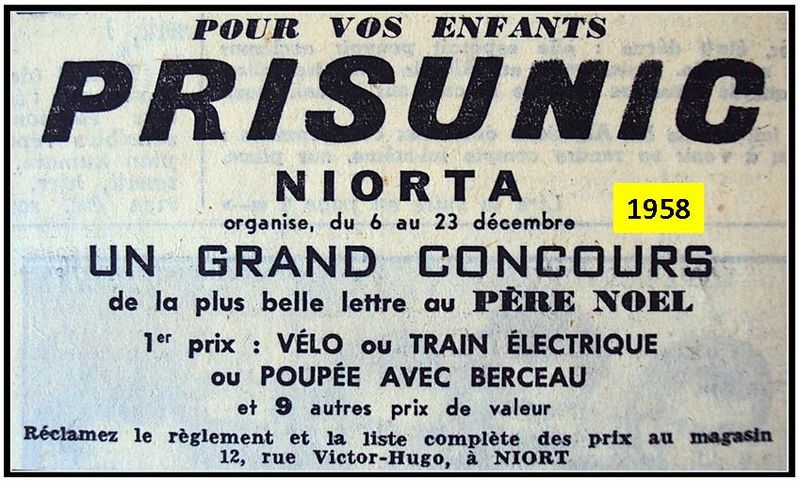 POUR VOS ENFANTS
PRISUNIC
NIORTA
1958
organise, du 6 au 23 décembre
UN GRAND CONCOURS
de la plus belle lettre au PÈRE NOEL
1er prix : VÉLO ou TRAIN ÉLECTRIQUE
ou POUPÉE AVEC BERCEAU
et 9 autres prix de valeur
Réclamez le règlement et la liste complète des prix au magasin
12, rue Victor-Hugo, à NIORT